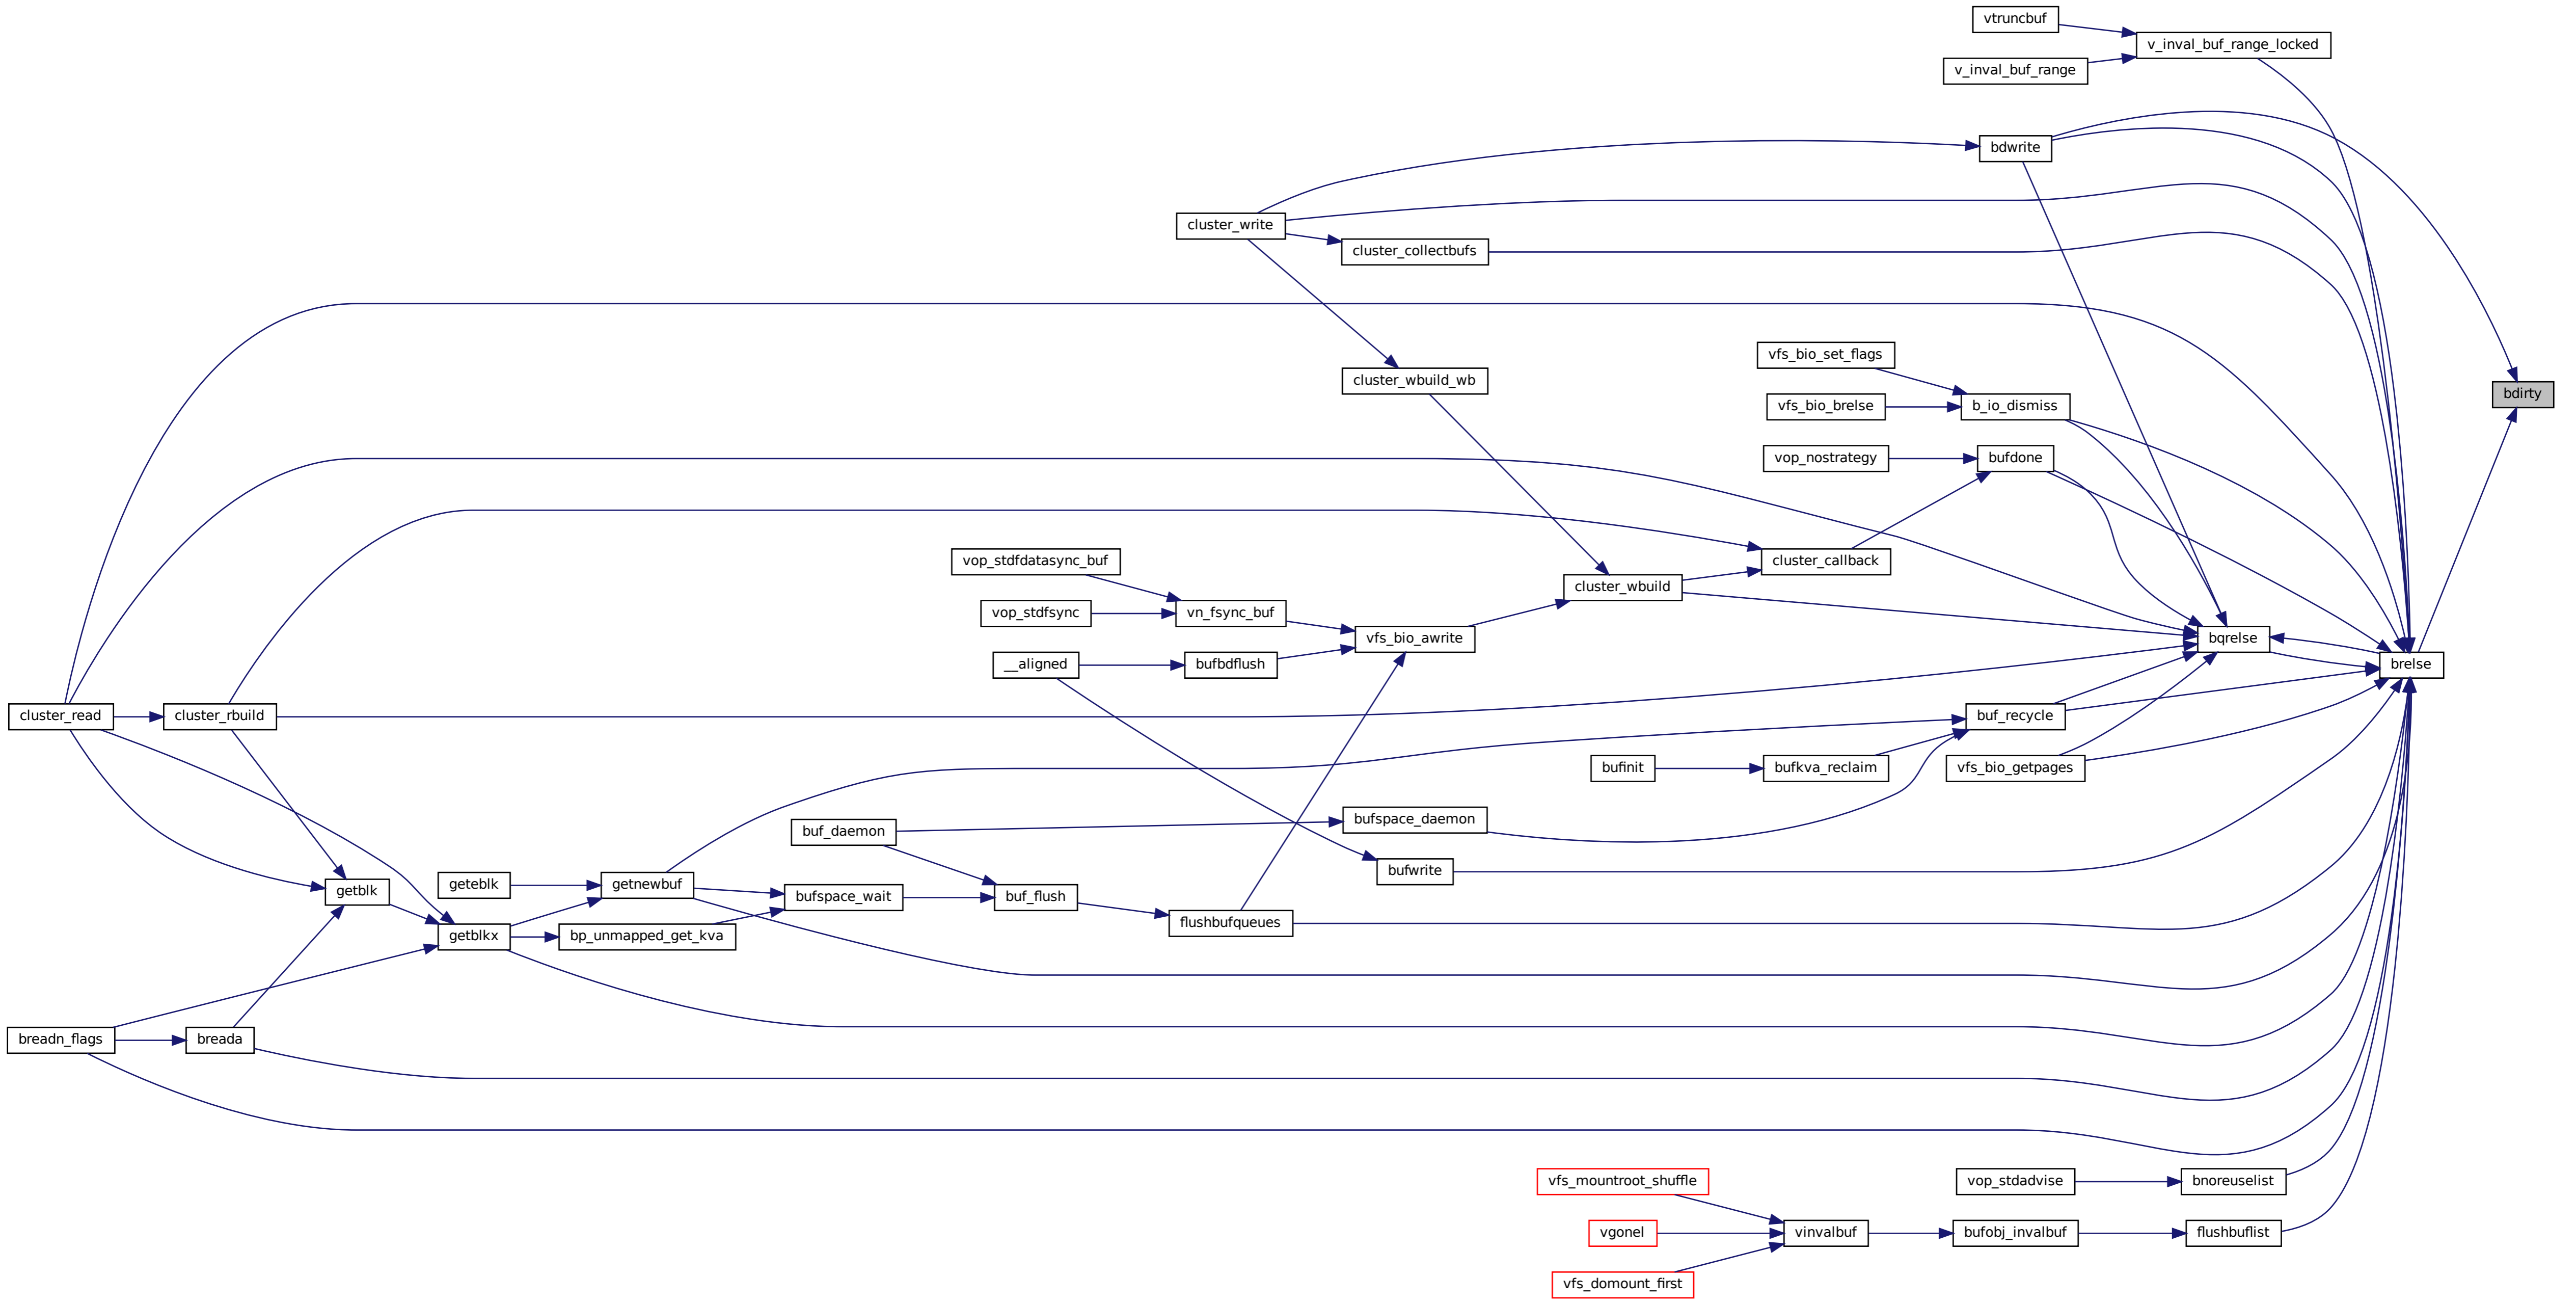 vtruncbuf
v_inval_buf_range_locked
v_inval_buf_range
bdwrite
cluster_write
cluster_collectbufs
vfs_bio_set_flags
cluster_wbuild_wb
bdirty
vfs_bio_brelse
b_io_dismiss
vop_nostrategy
bufdone
vop_stdfdatasync_buf
cluster_callback
cluster_wbuild
vop_stdfsync
vn_fsync_buf
vfs_bio_awrite
bqrelse
__aligned
bufbdflush
brelse
cluster_read
cluster_rbuild
buf_recycle
bufinit
bufkva_reclaim
vfs_bio_getpages
buf_daemon
bufspace_daemon
bufwrite
getblk
geteblk
getnewbuf
bufspace_wait
buf_flush
flushbufqueues
getblkx
bp_unmapped_get_kva
breadn_flags
breada
vfs_mountroot_shuffle
vop_stdadvise
bnoreuselist
vgonel
vinvalbuf
bufobj_invalbuf
flushbuflist
vfs_domount_first